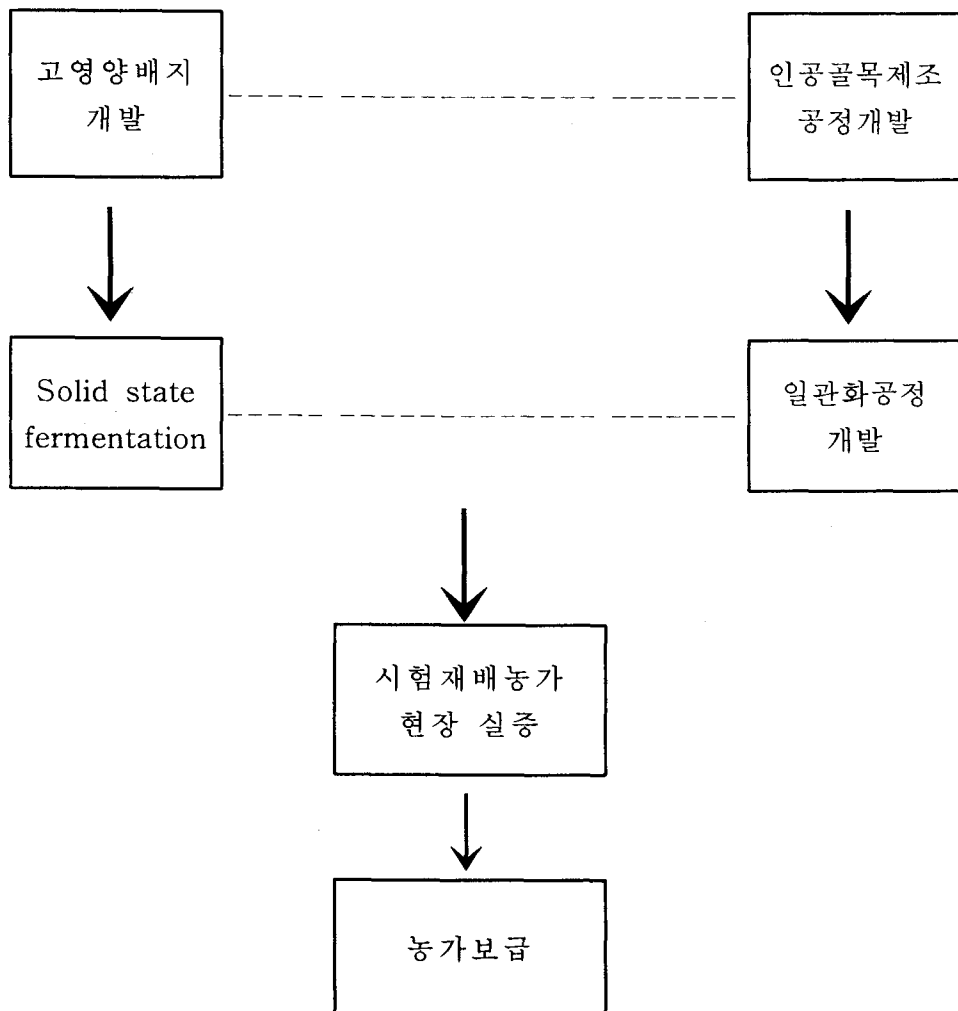 고영양배지
개발
인공골목제조
공정개발
Solid state
fermentation
일관화공정
개발
시험재배농가
현장 실증
농가보급